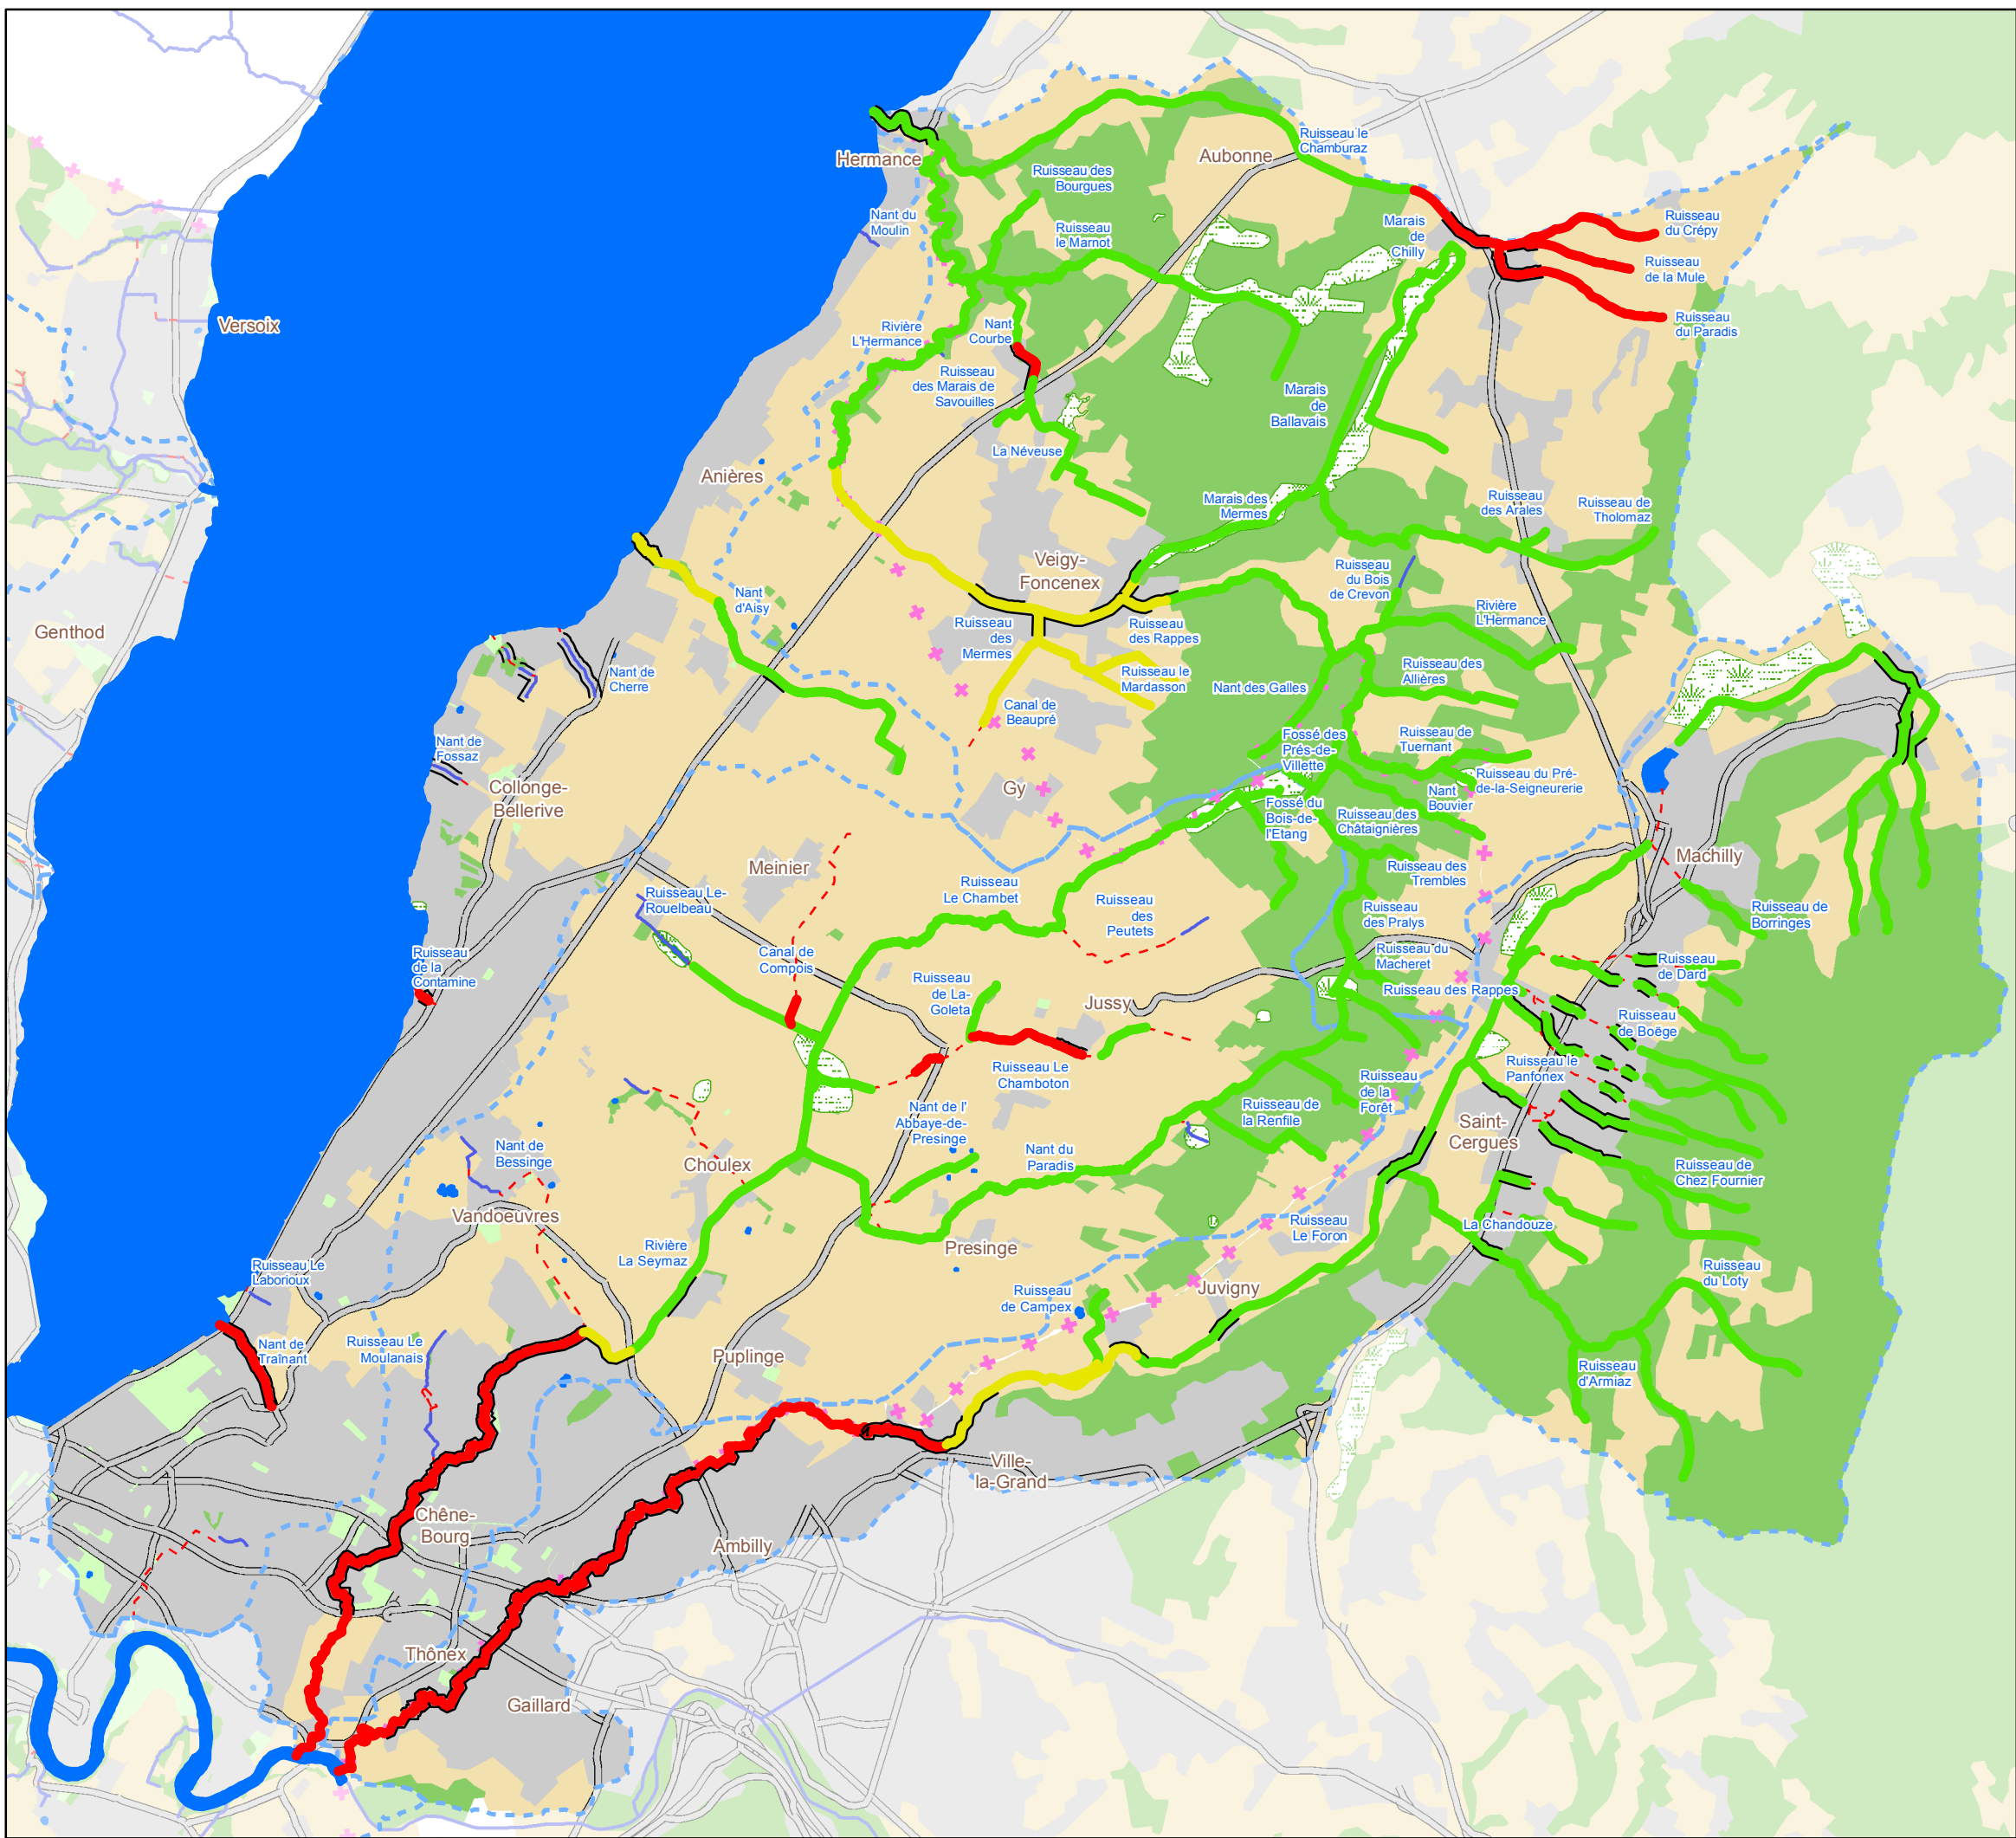 Hermance
Aubonne
Ruisseau le
Chamburaz
Ruisseau des
Bourgues
Nant du
Moulin
Ruisseau
le Marnot
Marais
de
Chilly
Ruisseau
du Crêpy
Ruisseau
de la Mule
Ruisseau
du Paradis
Versoix
Rivière
L'Hermance
Nant
Courbe
Ruisseau
des Marais de
Savouilles
Marais
de
Ballavais
La Néveuse
Anières
Marais des
Mermes
Ruisseau
des Arales
Ruisseau de
Tholomaz
Veigy-
Foncenex
Ruisseau
du Bois
de Crevon
Nant
d'Aisy
Genthod
Ruisseau
des
Mermes
Ruisseau
des Rappes
Rivière
L'Hermance
Nant de
Cherre
Ruisseau le
Mardasson
Nant des Galles
Ruisseau des
Allières
Canal de
Beaupré
Nant de
Fossaz
Fossé des
Prés-de-
Villette
Ruisseau de
Tuernant
Ruisseau du Pré-
de-la-Seigneurerie
Collonge-
Bellerive
Gy
Nant
Bouvier
Fossé du
Bois-de-
l'Etang
Ruisseau des
Châtaignières
Meinier
Machilly
Ruisseau Le-
Rouelbeau
Ruisseau
Le Chambet
Ruisseau des
Trembles
Ruisseau
des
Peutets
Ruisseau
des Pralys
Ruisseau de
Borringes
Ruisseau
de la
Contamine
Canal de
Compois
Ruisseau du
Macheret
Ruisseau
de Dard
Ruisseau
de La-
Goleta
Jussy
Ruisseau des Rappes
Ruisseau
de Boëge
Ruisseau Le
Chamboton
Ruisseau le
Panfonex
Ruisseau
de la
Forêt
Nant de l'
Abbaye-de-
Presinge
Ruisseau de
la Renfile
Saint-
Cergues
Nant de
Bessinge
Choulex
Nant du
Paradis
Ruisseau de
Chez Fournier
Vandoeuvres
Ruisseau
Le Foron
La Chandouze
Rivière
La Seymaz
Presinge
Ruisseau Le
Laborioux
Ruisseau
de Campex
Juvigny
Ruisseau
du Loty
Nant de
Traînant
Ruisseau Le
Moulanais
Puplinge
Ruisseau
d'Armiaz
Ville-
la-Grand
Chêne-
Bourg
Ambilly
Thônex
Gaillard